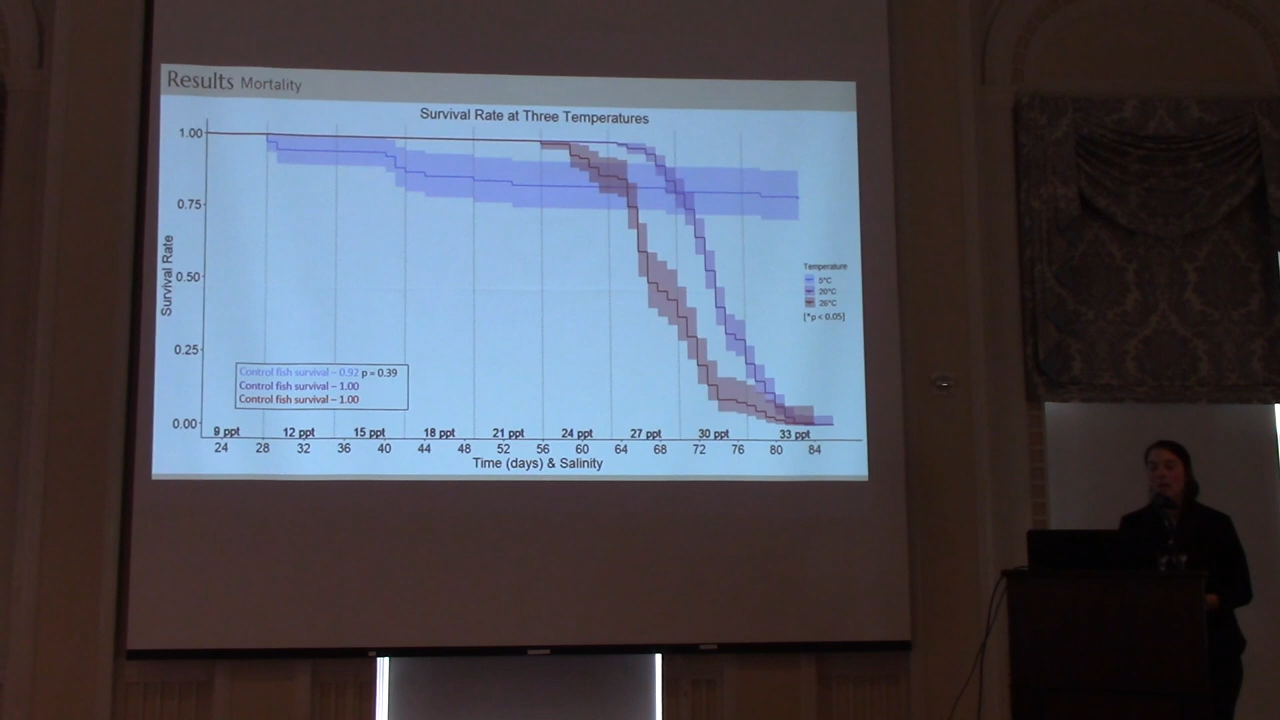 Results Mortality
Survival Rate at Three Temperatures
1.00
0.75
0.50
0.25
0.00
Survival Rate
Temperature
5°C
20°C
26°C
(*p < 0.05)
Control fish survival – 0.92 p = 0.39
Control fish survival – 1.00
Control fish survival – 1.00
9 ppt 12 ppt 15 ppt 18 ppt 21 ppt 24 ppt 27 ppt 30 ppt 33 ppt
24 28 32 36 40 44 48 52 56 60 64 68 72 76 80 84
Time (days) & Salinity